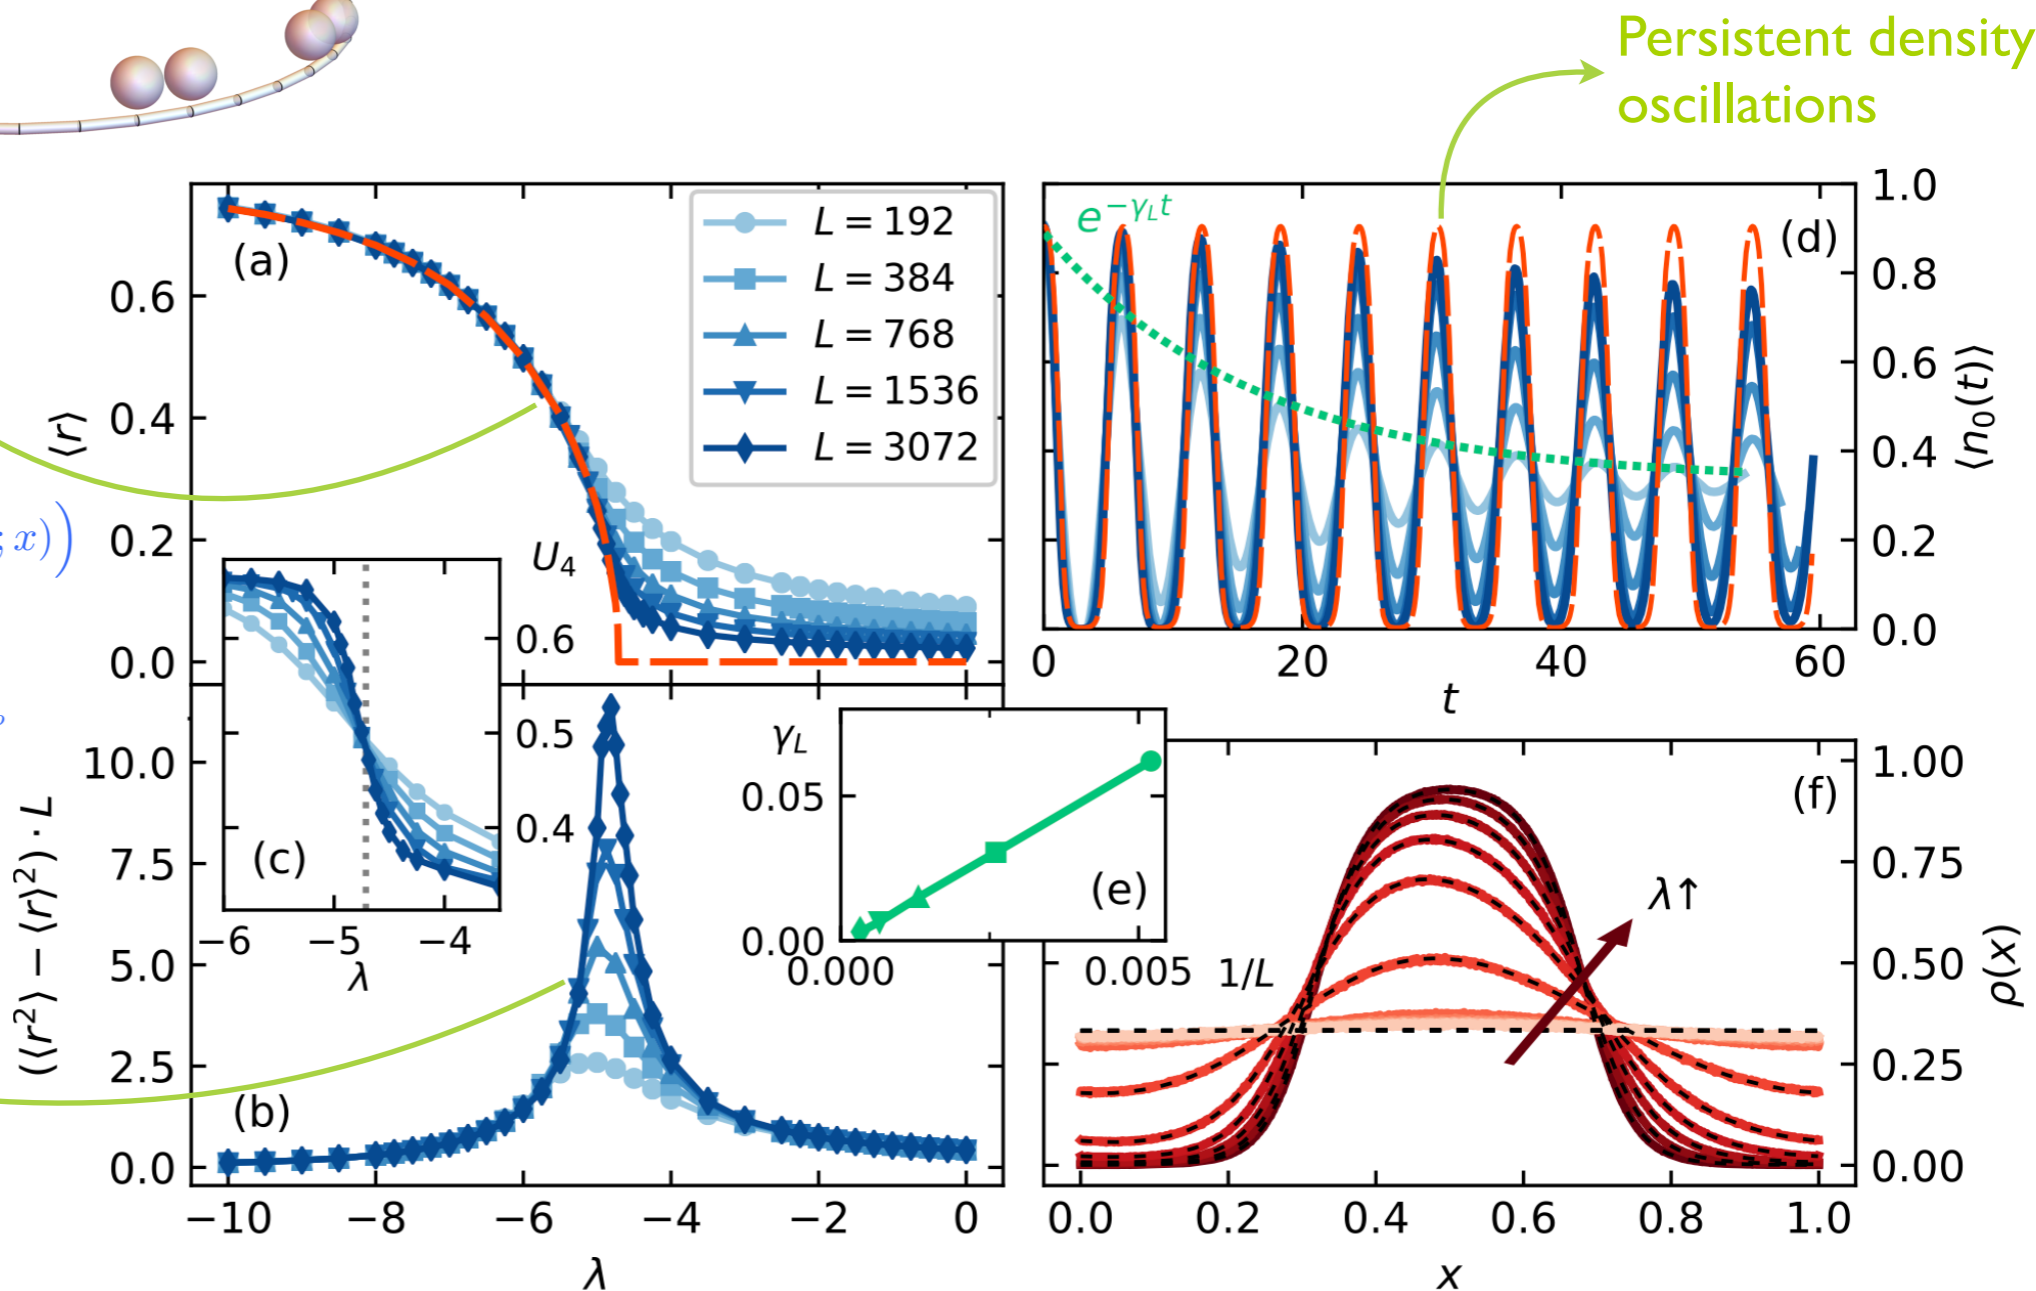 Persistent density
oscillations
(a)
⟨r⟩
0.6
0.4
0.2
0.0
L = 192
L = 384
L = 768
L = 1536
L = 3072
; x))
(c)
U₄
0.6
0.5
0.4
−6 −5 −4
λ
(b)
(⟨r²⟩ − ⟨r⟩²) · L
10.0
7.5
5.0
2.5
0.0
−10 −8 −6 −4 −2 0
λ
(d)
e^{−γ_L t}
1.0
0.8
0.6
0.4
0.2
0.0
⟨n₀(t)⟩
0 20 40 60
t
(e)
γ_L
0.05
0.00
0.000 0.005
1/L
(f)
λ↑
1.00
0.75
0.50
0.25
0.00
ρ(x)
0.0 0.2 0.4 0.6 0.8 1.0
x